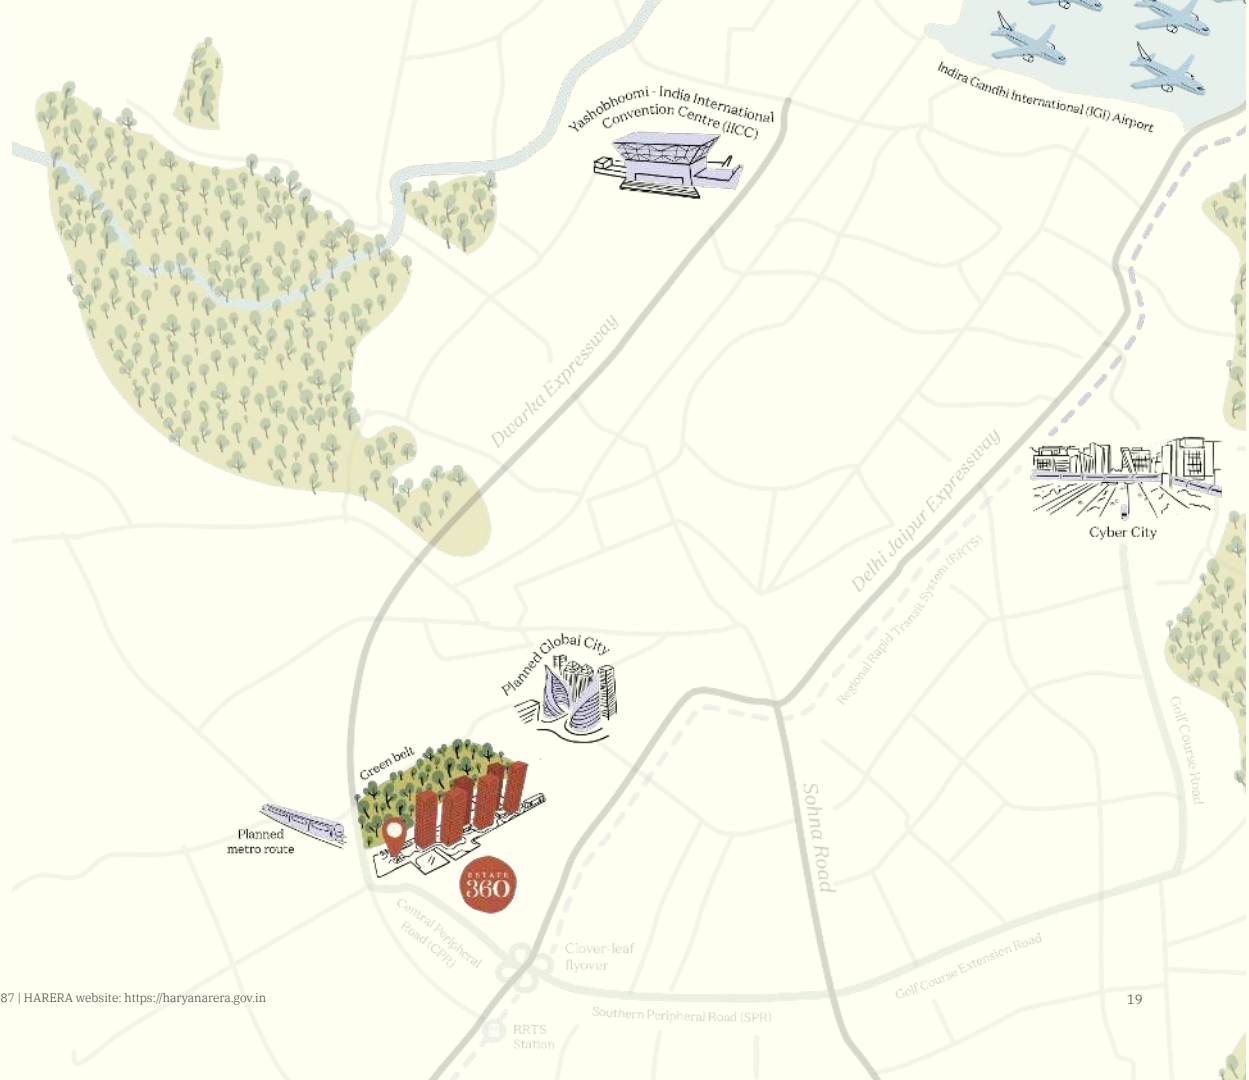 Yashobhoomi - India International
Convention Centre (IICC)
Indira Gandhi International (IGI) Airport
Dwarka Expressway
Delhi Jaipur Expressway
Regional Rapid Transit System (RRTS)
Cyber City
Planned Global City
Golf Course Road
Green belt
Planned
metro route
Sohna Road
ESTATE
360
Central Peripheral
Road (CPR)
Clover-leaf
flyover
Golf Course Extension Road
Southern Peripheral Road (SPR)
RRTS
Station
87 | HARERA website: https://haryanarera.gov.in
19